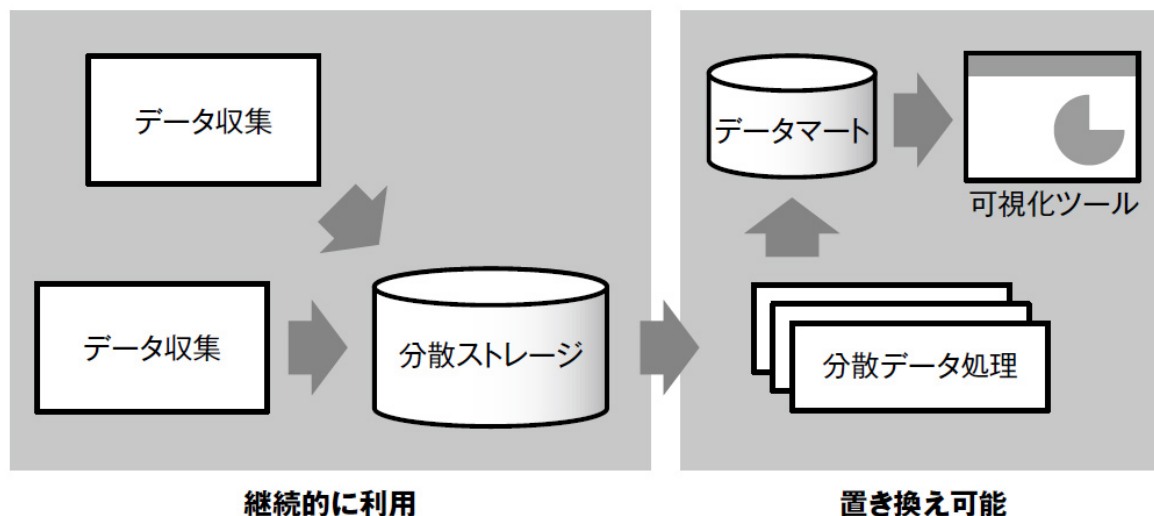 データ収集
データ収集
分散ストレージ
継続的に利用
データマート
可視化ツール
分散データ処理
置き換え可能